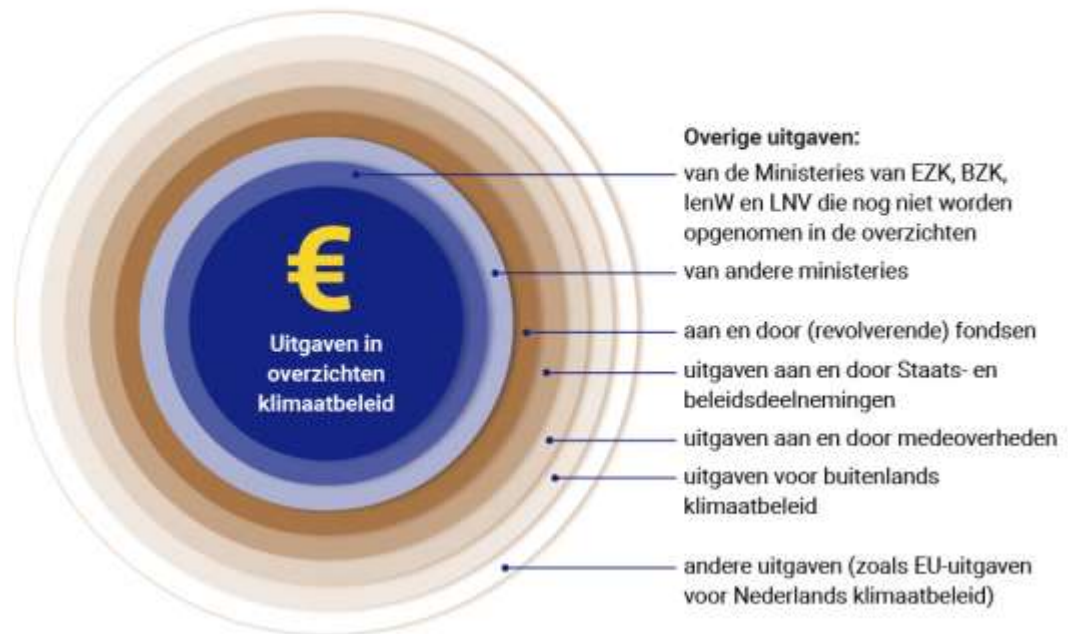 €
Uitgaven in
overzichten
klimaatbeleid
Overige uitgaven:
van de Ministeries van EZK, BZK,
IenW en LNV die nog niet worden
opgenomen in de overzichten
van andere ministeries
aan en door (revolverende) fondsen
uitgaven aan en door Staats- en
beleidsdeelnemingen
uitgaven aan en door medeoverheden
uitgaven voor buitenlands
klimaatbeleid
andere uitgaven (zoals EU-uitgaven
voor Nederlands klimaatbeleid)